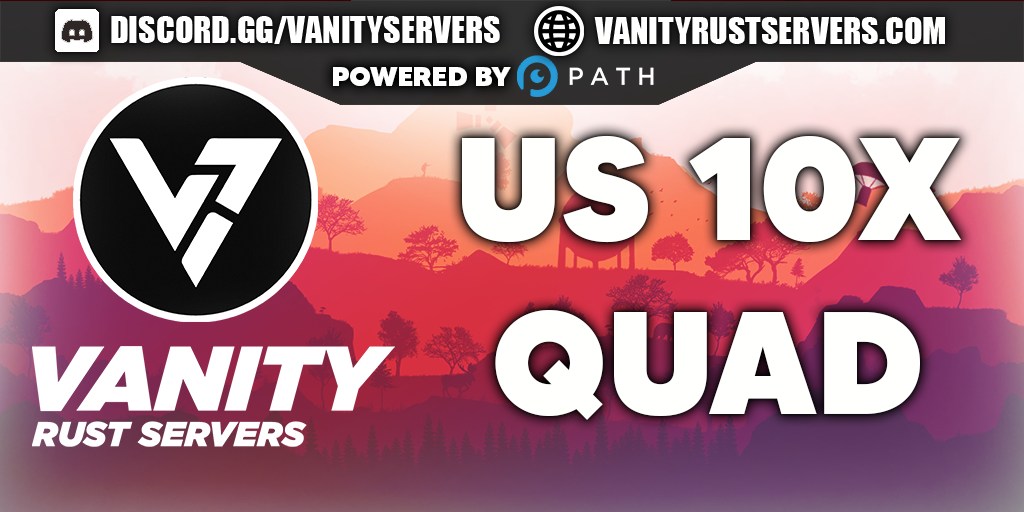 DISCORD.GG/VANITYSERVERS VANITYRUSTSERVERS.COM
POWERED BY PATH
US 10X
QUAD
VANITY
RUST SERVERS